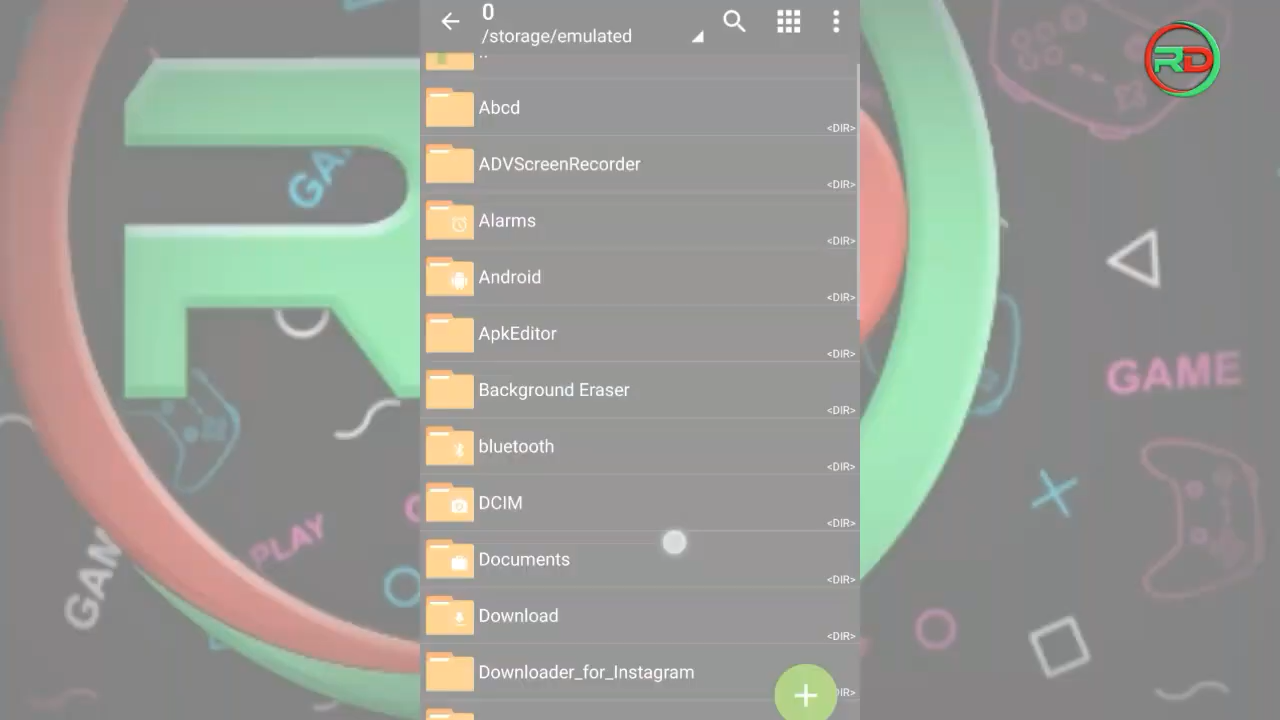 0
/storage/emulated
..
Abcd
<DIR>
ADVScreenRecorder
<DIR>
Alarms
<DIR>
Android
<DIR>
ApkEditor
<DIR>
Background Eraser
<DIR>
bluetooth
<DIR>
DCIM
<DIR>
Documents
<DIR>
Download
<DIR>
Downloader_for_Instagram
RD
GAME
PLAY